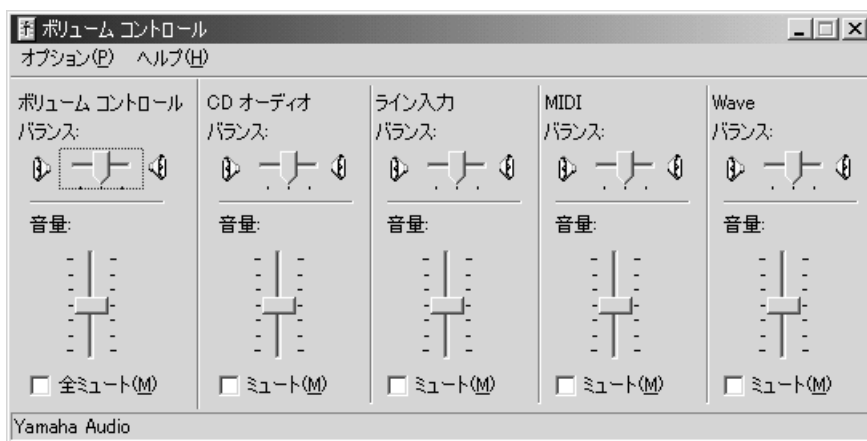 ボリューム コントロール
オプション(P) ヘルプ(H)
ボリューム コントロール
バランス:
音量:
全ミュート(M)
CD オーディオ
バランス:
音量:
ミュート(M)
ライン入力
バランス:
音量:
ミュート(M)
MIDI
バランス:
音量:
ミュート(M)
Wave
バランス:
音量:
ミュート(M)
Yamaha Audio